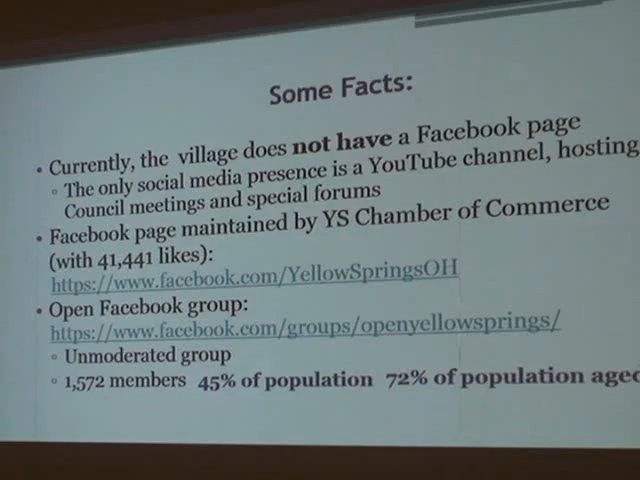 Some Facts:
• Currently, the village does not have a Facebook page
▫ The only social media presence is a YouTube channel, hosting
Council meetings and special forums
• Facebook page maintained by YS Chamber of Commerce
(with 41,441 likes):
https://www.facebook.com/YellowSpringsOH
• Open Facebook group:
https://www.facebook.com/groups/openyellowsprings/
▫ Unmoderated group
▫ 1,572 members 45% of population 72% of population aged